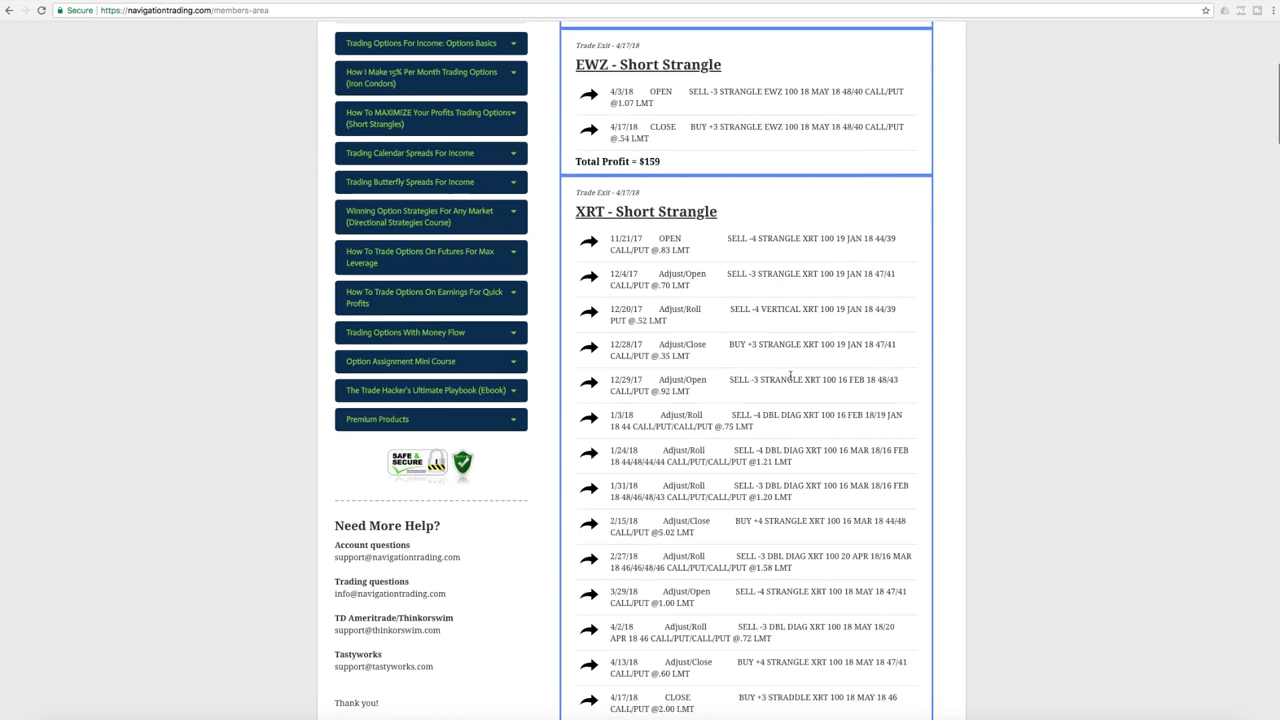 Secure
https://navigationtrading.com/members-area
Trading Options For Income: Options Basics
How I Make 15% Per Month Trading Options
(Iron Condors)
How To MAXIMIZE Your Profits Trading Options
(Short Strangles)
Trading Calendar Spreads For Income
Trading Butterfly Spreads For Income
Winning Option Strategies For Any Market
(Directional Strategies Course)
How To Trade Options On Futures For Max
Leverage
How To Trade Options On Earnings For Quick
Profits
Trading Options With Money Flow
Option Assignment Mini Course
The Trade Hacker's Ultimate Playbook (Ebook)
Premium Products
SAFE &
SECURE
Need More Help?
Account questions
support@navigationtrading.com
Trading questions
info@navigationtrading.com
TD Ameritrade/Thinkorswim
support@thinkorswim.com
Tastyworks
support@tastyworks.com
Thank you!
Trade Exit - 4/17/18
EWZ - Short Strangle
4/3/18 OPEN SELL -3 STRANGLE EWZ 100 18 MAY 18 48/40 CALL/PUT
@1.07 LMT
4/17/18 CLOSE BUY +3 STRANGLE EWZ 100 18 MAY 18 48/40 CALL/PUT
@.54 LMT
Total Profit = $159
Trade Exit - 4/17/18
XRT - Short Strangle
11/21/17 OPEN SELL -4 STRANGLE XRT 100 19 JAN 18 44/39
CALL/PUT @.83 LMT
12/4/17 Adjust/Open SELL -3 STRANGLE XRT 100 19 JAN 18 47/41
CALL/PUT @.70 LMT
12/20/17 Adjust/Roll SELL -4 VERTICAL XRT 100 19 JAN 18 44/39
PUT @.52 LMT
12/28/17 Adjust/Close BUY +3 STRANGLE XRT 100 19 JAN 18 47/41
CALL/PUT @.35 LMT
12/29/17 Adjust/Open SELL -3 STRANGLE XRT 100 16 FEB 18 48/43
CALL/PUT @.92 LMT
1/3/18 Adjust/Roll SELL -4 DBL DIAG XRT 100 16 FEB 18/19 JAN
18 44 CALL/PUT/CALL/PUT @.75 LMT
1/24/18 Adjust/Roll SELL -4 DBL DIAG XRT 100 16 MAR 18/16 FEB
18 44/48/44/44 CALL/PUT/CALL/PUT @1.21 LMT
1/31/18 Adjust/Roll SELL -3 DBL DIAG XRT 100 16 MAR 18/16 FEB
18 48/46/48/43 CALL/PUT/CALL/PUT @1.20 LMT
2/15/18 Adjust/Close BUY +4 STRANGLE XRT 100 16 MAR 18 44/48
CALL/PUT @5.02 LMT
2/27/18 Adjust/Roll SELL -3 DBL DIAG XRT 100 20 APR 18/16 MAR
18 46/46/48/46 CALL/PUT/CALL/PUT @1.58 LMT
3/29/18 Adjust/Open SELL -4 STRANGLE XRT 100 18 MAY 18 47/41
CALL/PUT @1.00 LMT
4/2/18 Adjust/Roll SELL -3 DBL DIAG XRT 100 18 MAY 18/20
APR 18 46 CALL/PUT/CALL/PUT @.72 LMT
4/13/18 Adjust/Close BUY +4 STRANGLE XRT 100 18 MAY 18 47/41
CALL/PUT @.60 LMT
4/17/18 CLOSE BUY +3 STRADDLE XRT 100 18 MAY 18 46
CALL/PUT @2.00 LMT